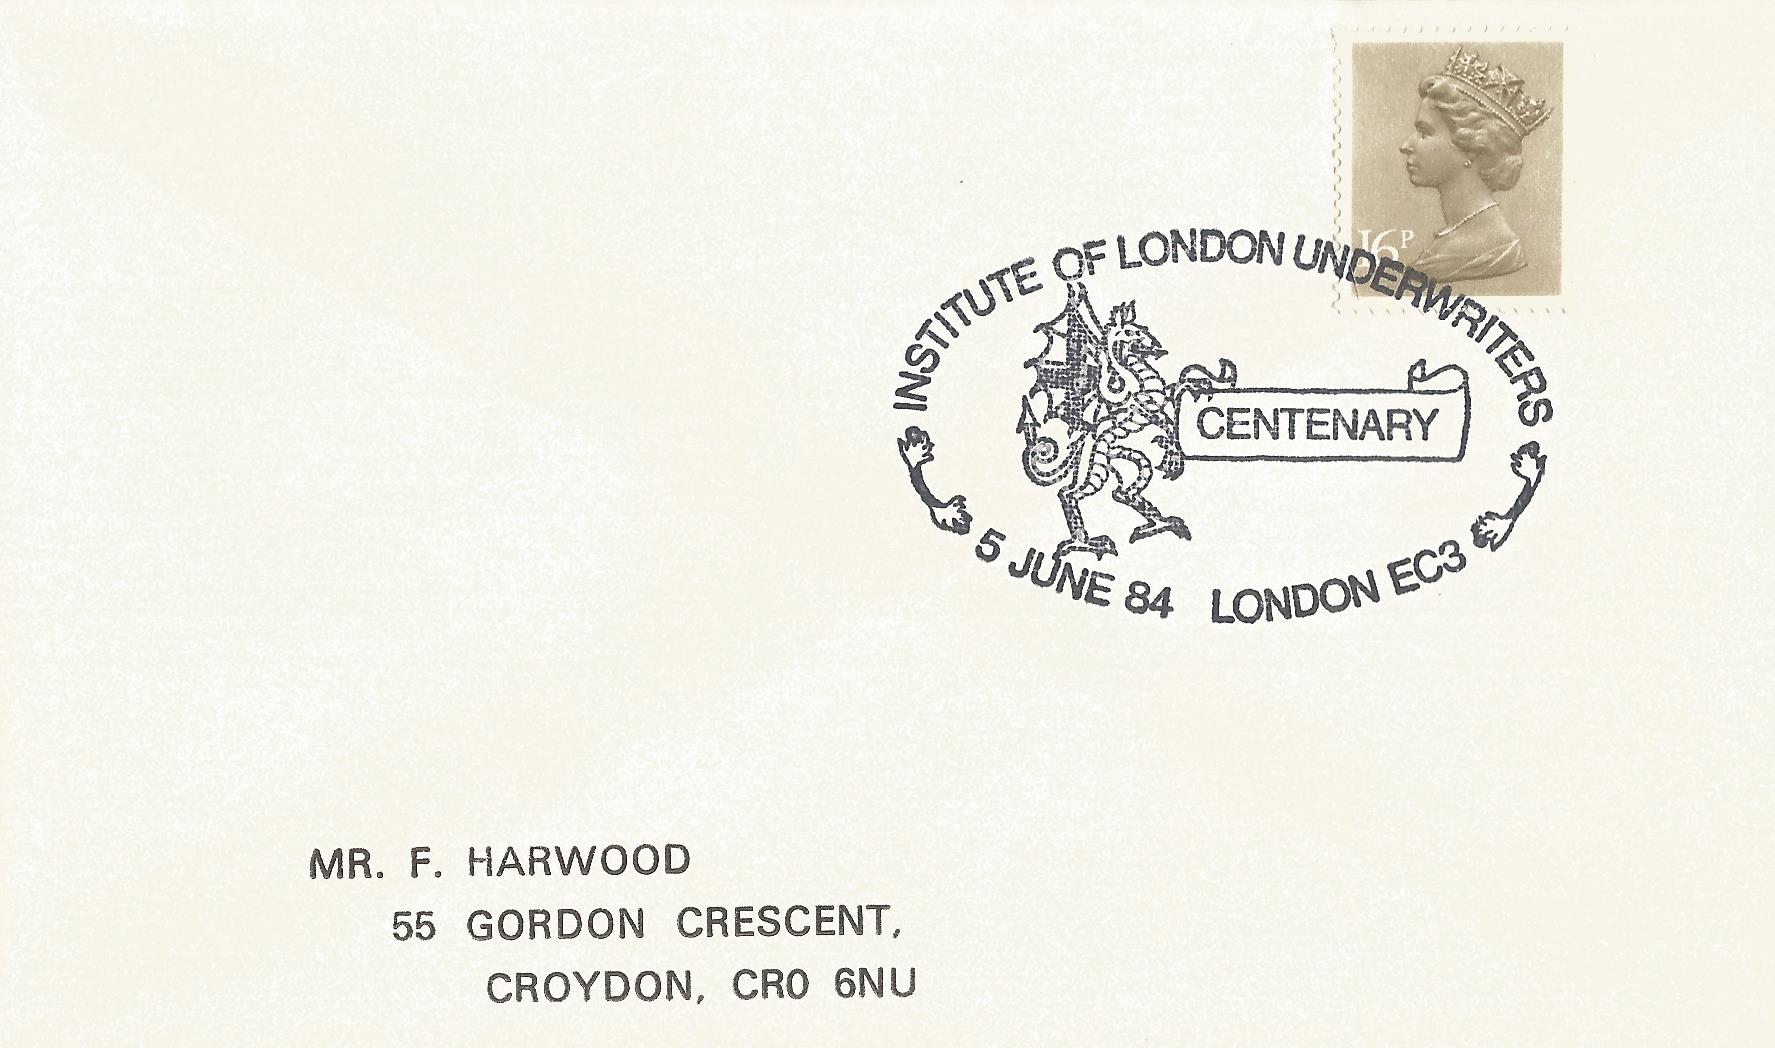 16P
INSTITUTE OF LONDON UNDERWRITERS
CENTENARY
5 JUNE 84 LONDON EC3
MR. F. HARWOOD
55 GORDON CRESCENT,
CROYDON, CR0 6NU